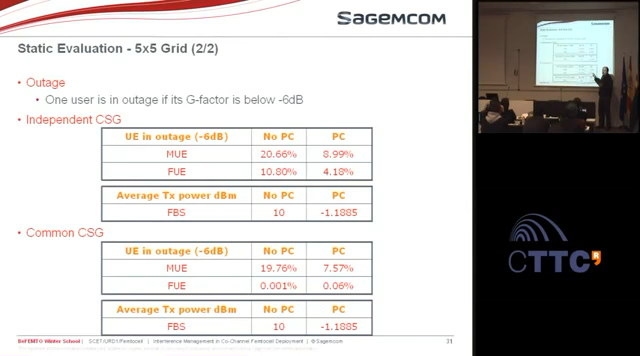 SAGEMCOM
Static Evaluation - 5x5 Grid (2/2)
• Outage
• One user is in outage if its G-factor is below -6dB
• Independent CSG
UE in outage (-6dB) No PC PC
MUE 20.66% 8.99%
FUE 10.80% 4.18%
Average Tx power dBm No PC PC
FBS 10 -1.1885
• Common CSG
UE in outage (-6dB) No PC PC
MUE 19.76% 7.57%
FUE 0.001% 0.06%
Average Tx power dBm No PC PC
FBS 10 -1.1885
BeFEMTO Winter School | SCET/URD1/Femtocell | Interference Management in Co-Channel Femtocell Deployment | © Sagemcom 31
CTTC